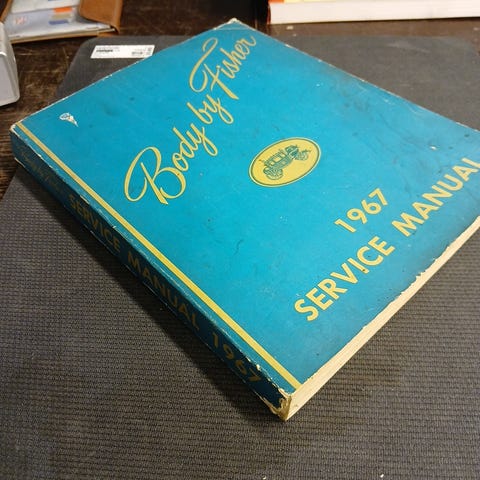 Body by Fisher
1967
SERVICE MANUAL
SERVICE MANUAL 1967